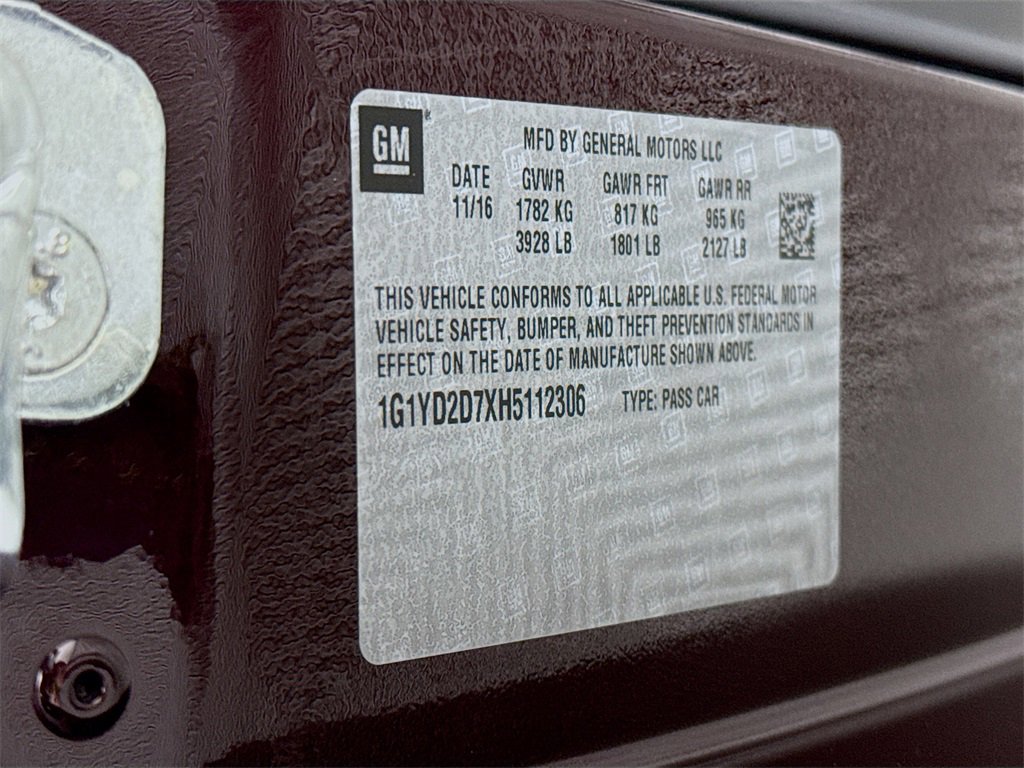 GM
MFD BY GENERAL MOTORS LLC
DATE GVWR GAWR FRT GAWR RR
11/16 1782 KG 817 KG 965 KG
3928 LB 1801 LB 2127 LB
THIS VEHICLE CONFORMS TO ALL APPLICABLE U.S. FEDERAL MOTOR
VEHICLE SAFETY, BUMPER, AND THEFT PREVENTION STANDARDS IN
EFFECT ON THE DATE OF MANUFACTURE SHOWN ABOVE.
1G1YD2D7XH5112306 TYPE: PASS CAR